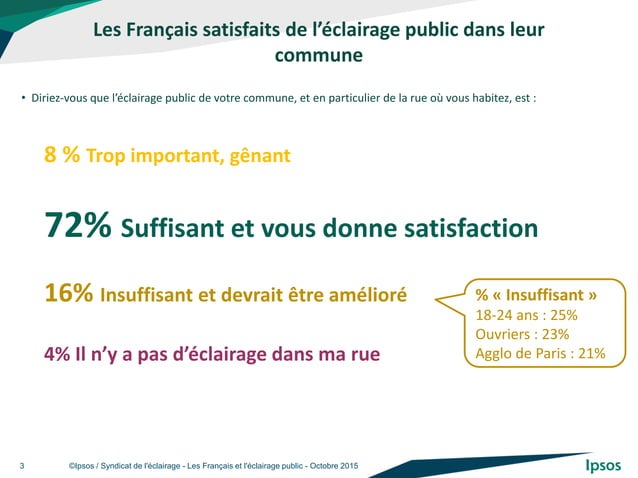 Les Français satisfaits de l’éclairage public dans leur
commune
• Diriez-vous que l’éclairage public de votre commune, et en particulier de la rue où vous habitez, est :
8 % Trop important, gênant
72% Suffisant et vous donne satisfaction
16% Insuffisant et devrait être amélioré
4% Il n’y a pas d’éclairage dans ma rue
% « Insuffisant »
18-24 ans : 25%
Ouvriers : 23%
Agglo de Paris : 21%
3 ©Ipsos / Syndicat de l'éclairage - Les Français et l'éclairage public - Octobre 2015
Ipsos